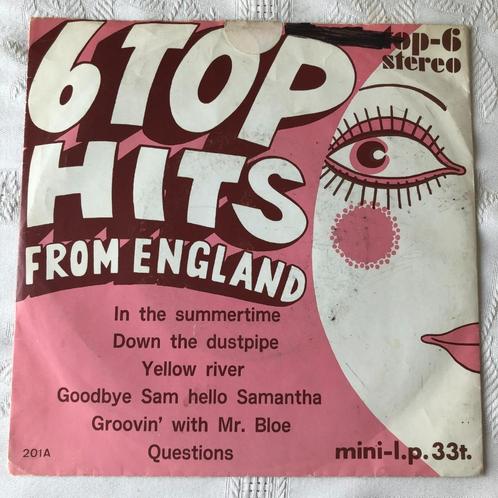 top-6
stereo
6 TOP
HITS
FROM ENGLAND
In the summertime
Down the dustpipe
Yellow river
Goodbye Sam hello Samantha
Groovin' with Mr. Bloe
Questions
201A
mini-l.p. 33t.